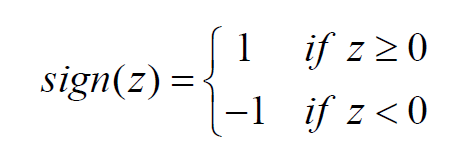 sign(z) = { 1 if z ≥ 0
−1 if z < 0